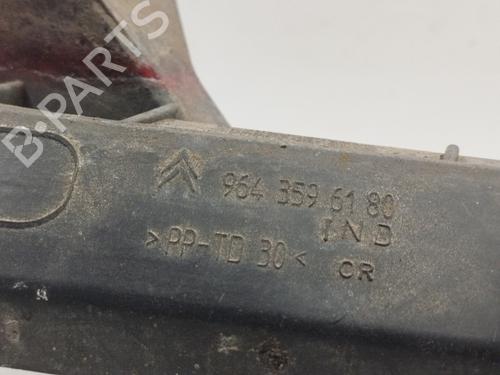 B-PARTS
964 359 61 80
IND
>PP-TD 30< CR